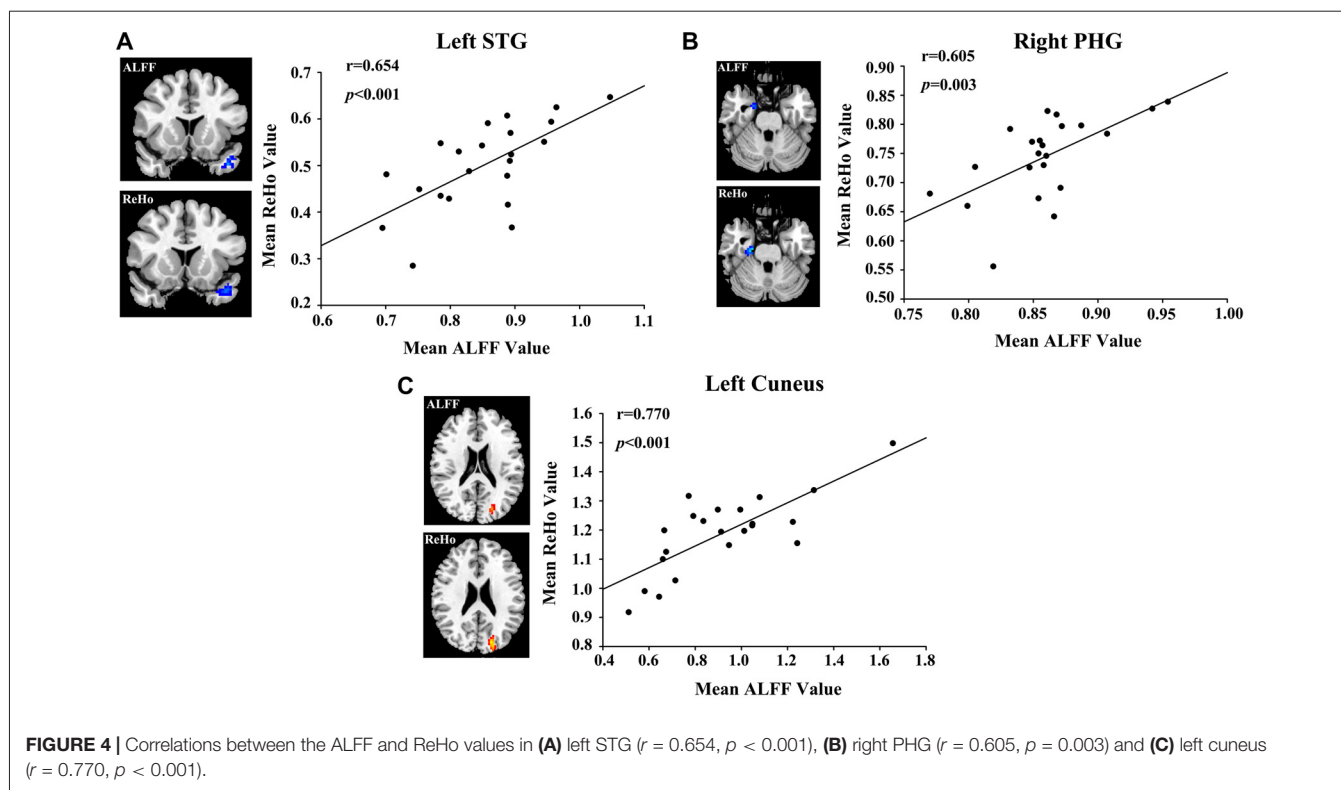 A
Left STG
ALFF
ReHo
r=0.654
p<0.001
Mean ReHo Value
0.7
0.6
0.5
0.4
0.3
0.2
0.6 0.7 0.8 0.9 1.0 1.1
Mean ALFF Value
B
Right PHG
ALFF
ReHo
r=0.605
p=0.003
Mean ReHo Value
0.90
0.85
0.80
0.75
0.70
0.65
0.60
0.55
0.50
0.75 0.80 0.85 0.90 0.95 1.00
Mean ALFF Value
C
Left Cuneus
ALFF
ReHo
r=0.770
p<0.001
Mean ReHo Value
1.6
1.5
1.4
1.3
1.2
1.1
1.0
0.9
0.8
0.4 0.6 0.8 1.0 1.2 1.4 1.6 1.8
Mean ALFF Value
FIGURE 4 | Correlations between the ALFF and ReHo values in (A) left STG (r = 0.654, p < 0.001), (B) right PHG (r = 0.605, p = 0.003) and (C) left cuneus
(r = 0.770, p < 0.001).